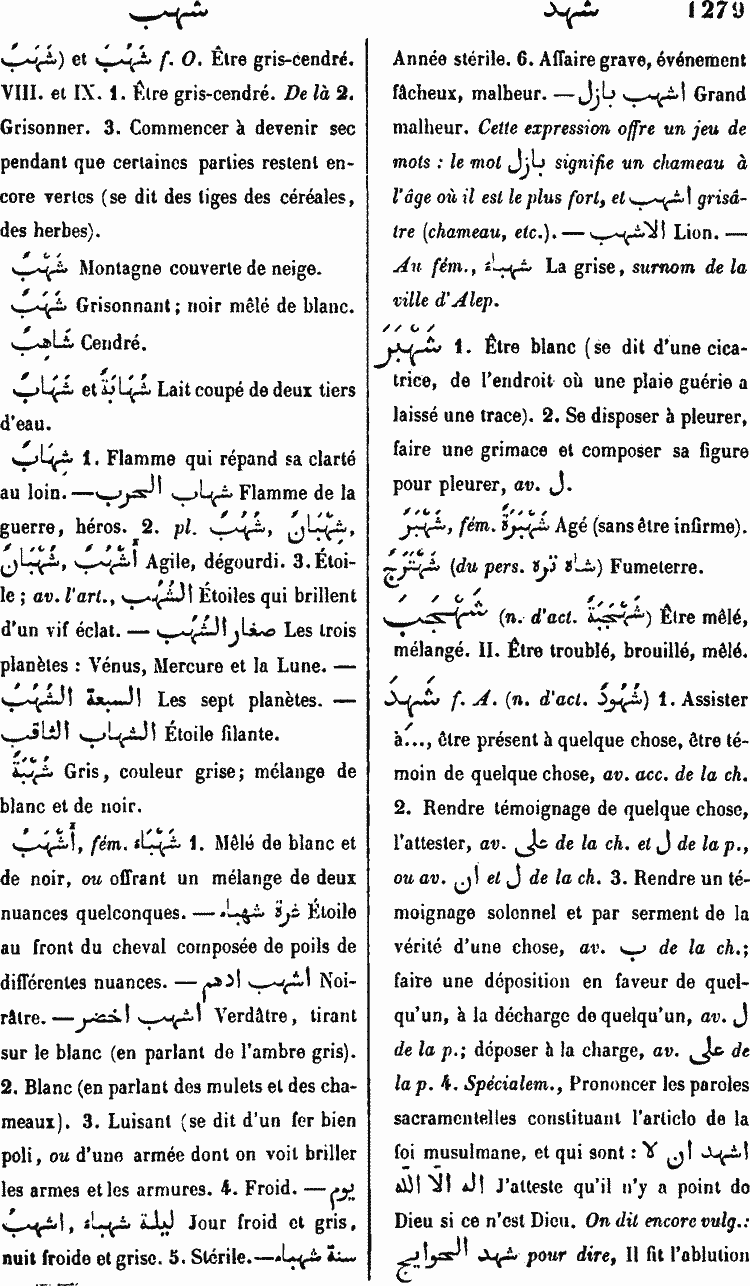 شهب
شهد
1279
شَهَبَ) et شَهُبَ f. O. Être gris-cendré.
VIII. et IX. 1. Être gris-cendré. De là 2.
Grisonner. 3. Commencer à devenir sec
pendant que certaines parties restent en-
core vertes (se dit des tiges des céréales,
des herbes).
شَهْبٌ Montagne couverte de neige.
شَهَبٌ Grisonnant; noir mêlé de blanc.
شَاهِبٌ Cendré.
شَهَابٌ et شَهَابَةٌ Lait coupé de deux tiers
d'eau.
شِهَابٌ 1. Flamme qui répand sa clarté
au loin. — شهاب الحرب Flamme de la
guerre, héros. 2. pl. شُهُبٌ, شِهْبَانٌ,
شُهْبَانٌ, أَشْهُبٌ Agile, dégourdi. 3. Étoi-
le; av. l'art., الشُهُب Étoiles qui brillent
d'un vif éclat. — صغار الشُهُب Les trois
planètes : Vénus, Mercure et la Lune. —
السبعة الشُهُب Les sept planètes. —
الشهاب الثاقب Étoile filante.
شُهْبَةٌ Gris, couleur grise; mélange de
blanc et de noir.
أَشْهَبُ, fém. شَهْبَاء 1. Mêlé de blanc et
de noir, ou offrant un mélange de deux
nuances quelconques. — غرة شهباء Étoile
au front du cheval composée de poils de
différentes nuances. — اشهب ادهم Noi-
râtre. — اشهب اخضر Verdâtre, tirant
sur le blanc (en parlant de l'ambre gris).
2. Blanc (en parlant des mulets et des cha-
meaux). 3. Luisant (se dit d'un fer bien
poli, ou d'une armée dont on voit briller
les armes et les armures. 4. Froid. — يوم
اشهبُ, ليلة شهباء Jour froid et gris,
nuit froide et grise. 5. Stérile. — سنة شهباء
Année stérile. 6. Affaire grave, événement
fâcheux, malheur. — اشهب بازل Grand
malheur. Cette expression offre un jeu de
mots : le mot بازل signifie un chameau à
l'âge où il est le plus fort, et اشهب grisâ-
tre (chameau, etc.). — الاشهب Lion. —
Au fém., شهباء La grise, surnom de la
ville d'Alep.
شَهْبَرَ 1. Être blanc (se dit d'une cica-
trice, de l'endroit où une plaie guérie a
laissé une trace). 2. Se disposer à pleurer,
faire une grimace et composer sa figure
pour pleurer, av. ل.
شَهْبَرٌ, fém. شَهْبَرَةٌ Agé (sans être infirme).
شَهْتَرَجٌ (du pers. شاه تره) Fumeterre.
شَهْجَبَ (n. d'act. شَهْجَبَةٌ) Être mêlé,
mélangé. II. Être troublé, brouillé, mêlé.
شَهِدَ f. A. (n. d'act. شُهُودٌ) 1. Assister
à..., être présent à quelque chose, être té-
moin de quelque chose, av. acc. de la ch.
2. Rendre témoignage de quelque chose,
l'attester, av. على de la ch. et ل de la p.,
ou av. ان et ل de la ch. 3. Rendre un té-
moignage solennel et par serment de la
vérité d'une chose, av. ب de la ch.;
faire une déposition en faveur de quel-
qu'un, à la décharge de quelqu'un, av. ل
de la p.; déposer à la charge, av. على de
la p. 4. Spécialem., Prononcer les paroles
sacramentelles constituant l'article de la
foi musulmane, et qui sont : اشهد ان لا
اله الا الله J'atteste qu'il n'y a point de
Dieu si ce n'est Dieu. On dit encore vulg.:
شهد الحوايج pour dire, Il fit l'ablution